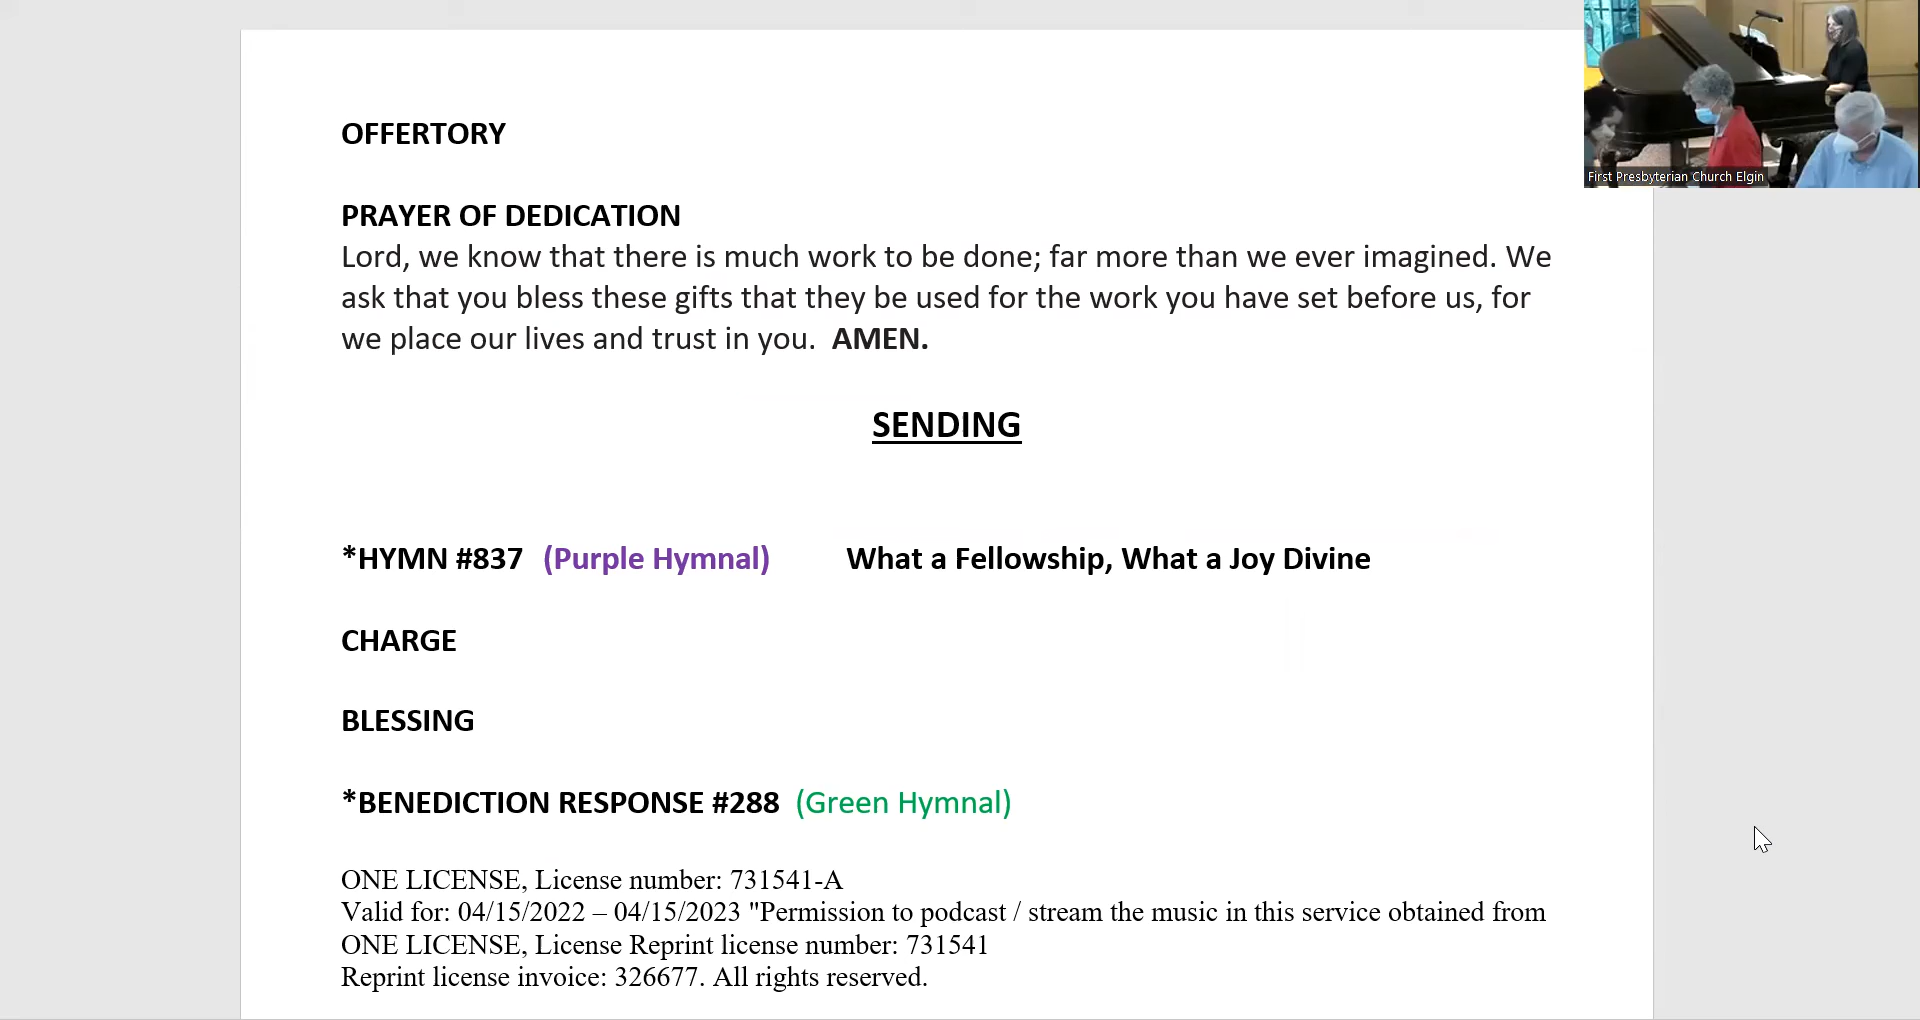 First Presbyterian Church Elgin
OFFERTORY
PRAYER OF DEDICATION
Lord, we know that there is much work to be done; far more than we ever imagined. We
ask that you bless these gifts that they be used for the work you have set before us, for
we place our lives and trust in you.  AMEN.
SENDING
*HYMN #837 (Purple Hymnal) What a Fellowship, What a Joy Divine
CHARGE
BLESSING
*BENEDICTION RESPONSE #288 (Green Hymnal)
ONE LICENSE, License number: 731541-A
Valid for: 04/15/2022 – 04/15/2023 "Permission to podcast / stream the music in this service obtained from
ONE LICENSE, License Reprint license number: 731541
Reprint license invoice: 326677. All rights reserved.